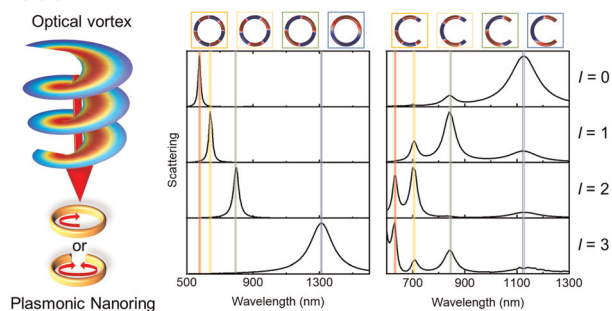 Optical vortex
or
Plasmonic Nanoring
Scattering
500 900 1300
Wavelength (nm)
700 900 1100 1300
Wavelength (nm)
l = 0
l = 1
l = 2
l = 3